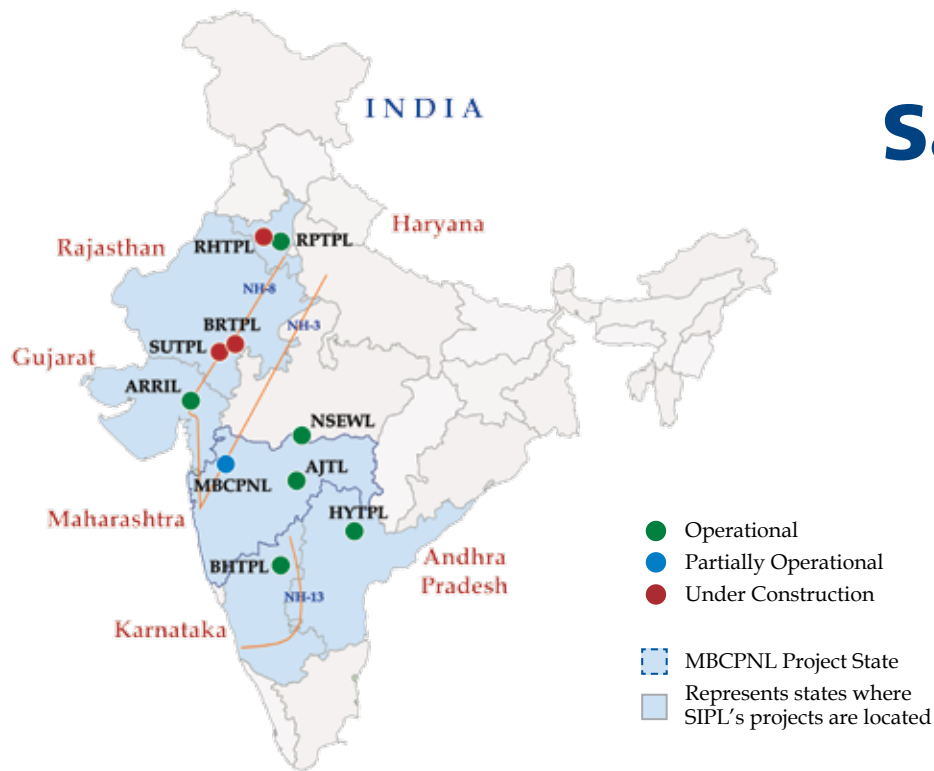 INDIA
Haryana
Rajasthan
RHTPL
RPTPL
NH-8
NH-3
BRTPL
SUTPL
Gujarat
ARRIL
NSEWL
AJTL
MBCPNL
Maharashtra
HYTPL
Andhra
Pradesh
BHTPL
NH-13
Karnataka
Operational
Partially Operational
Under Construction
MBCPNL Project State
Represents states where
SIPL's projects are located